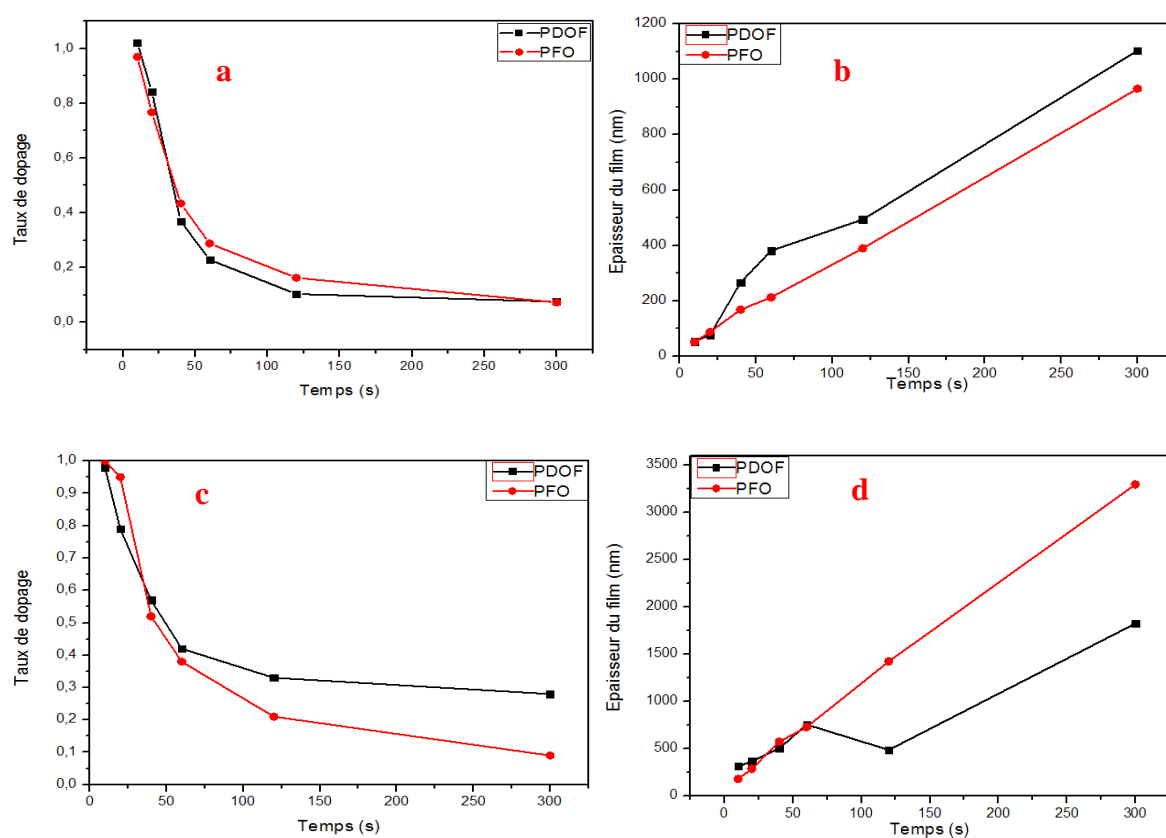 a
PDOF
PFO
1,0
0,8
0,6
0,4
0,2
0,0
Taux de dopage
0 50 100 150 200 250 300
Temps (s)
b
PDOF
PFO
1200
1000
800
600
400
200
0
Epaisseur du film (nm)
0 50 100 150 200 250 300
Temps (s)
c
PDOF
PFO
1,0
0,9
0,8
0,7
0,6
0,5
0,4
0,3
0,2
0,1
0,0
Taux de dopage
0 50 100 150 200 250 300
Temps (s)
d
PDOF
PFO
3500
3000
2500
2000
1500
1000
500
0
Epaisseur du film (nm)
0 50 100 150 200 250 300
Temps (s)